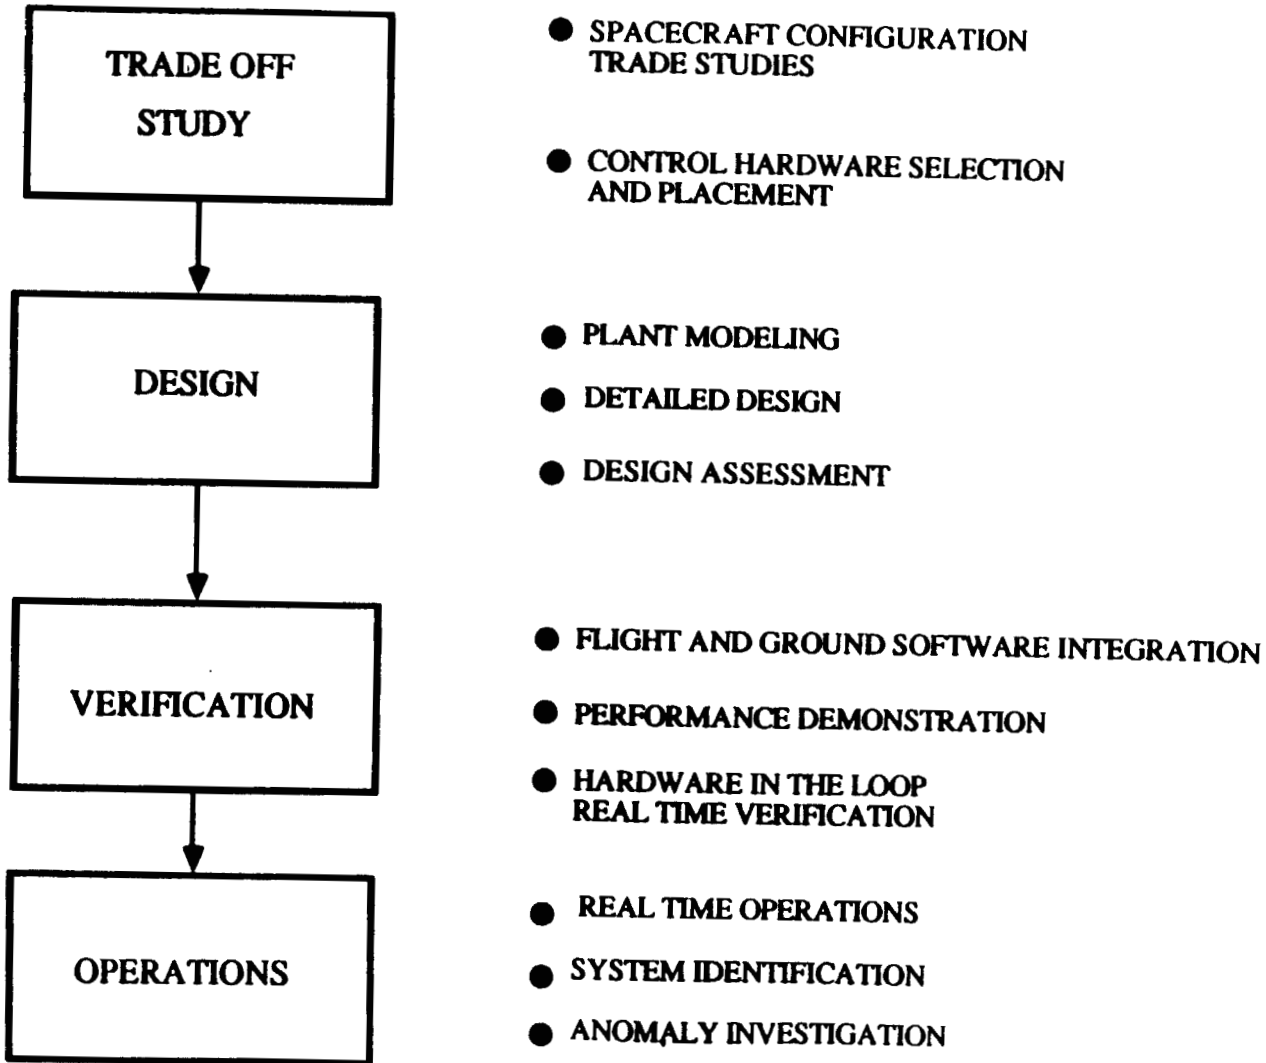 TRADE OFF
STUDY
● SPACECRAFT CONFIGURATION
TRADE STUDIES
● CONTROL HARDWARE SELECTION
AND PLACEMENT
DESIGN
● PLANT MODELING
● DETAILED DESIGN
● DESIGN ASSESSMENT
VERIFICATION
● FLIGHT AND GROUND SOFTWARE INTEGRATION
● PERFORMANCE DEMONSTRATION
● HARDWARE IN THE LOOP
REAL TIME VERIFICATION
OPERATIONS
● REAL TIME OPERATIONS
● SYSTEM IDENTIFICATION
● ANOMALY INVESTIGATION